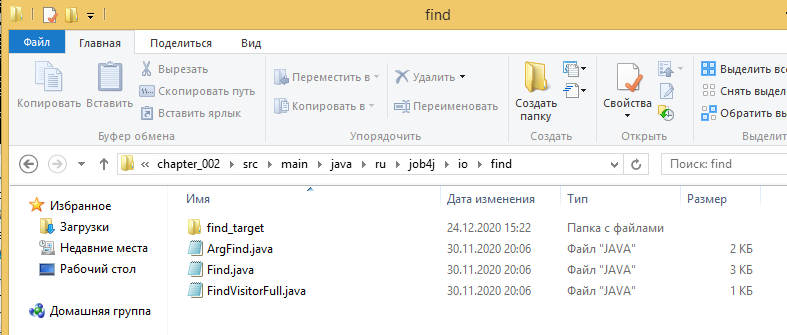 find
Файл Главная Поделиться Вид
Копировать Вставить Вырезать Скопировать путь Вставить ярлык
Переместить в Копировать в Удалить Переименовать
Создать папку
Свойства
Выделить все
Снять выдел
Обратить вы
Буфер обмена Упорядочить Создать Открыть Выделит
« chapter_002 src main java ru job4j io find Поиск: find
Избранное
Загрузки
Недавние места
Рабочий стол
Домашняя группа
Имя Дата изменения Тип Размер
find_target 24.12.2020 15:22 Папка с файлами
ArgFind.java 30.11.2020 20:06 Файл "JAVA" 2 КБ
Find.java 30.11.2020 20:06 Файл "JAVA" 3 КБ
FindVisitorFull.java 30.11.2020 20:06 Файл "JAVA" 1 КБ